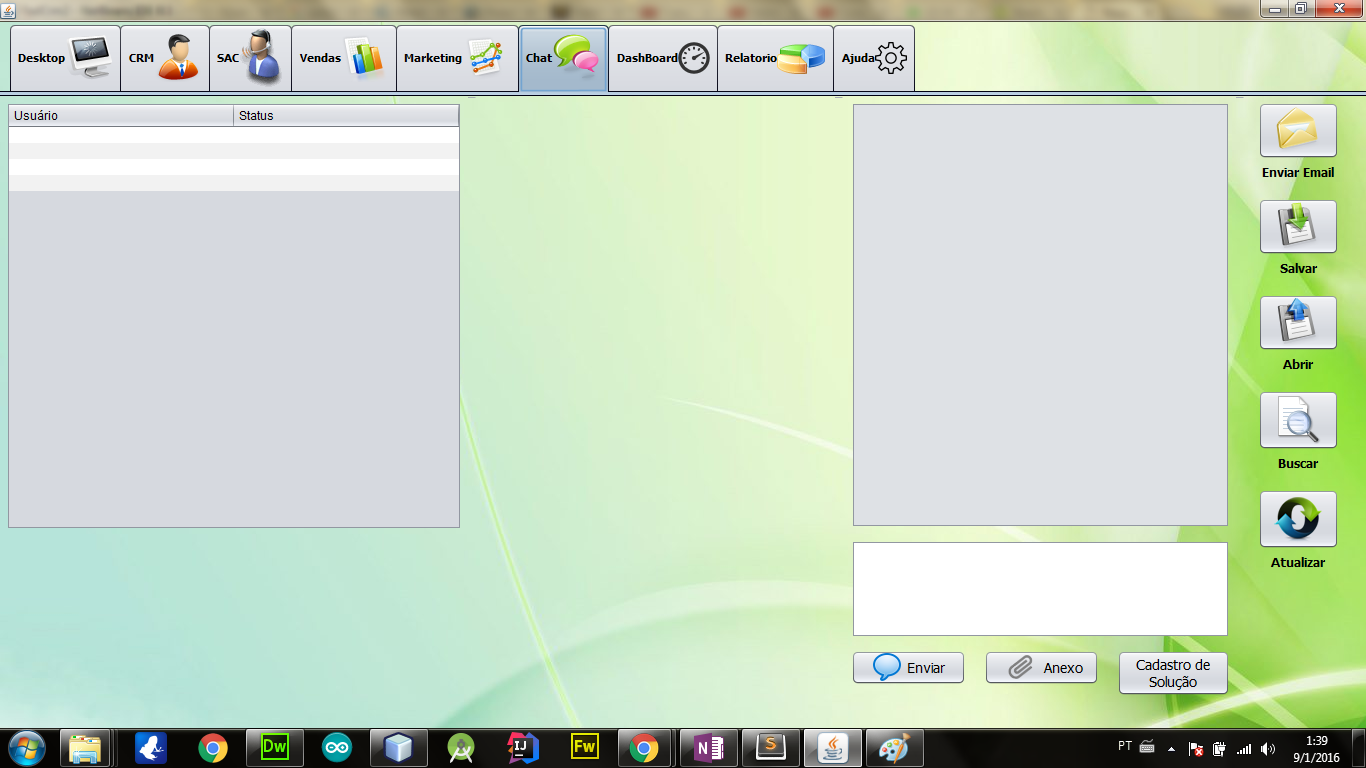 Desktop
CRM
SAC
Vendas
Marketing
Chat
DashBoard
Relatorio
Ajuda
Usuário
Status
Enviar Email
Salvar
Abrir
Buscar
Atualizar
Enviar
Anexo
Cadastro de
Solução
Dw
IJ
Fw
N
S
PT
1:39
9/1/2016